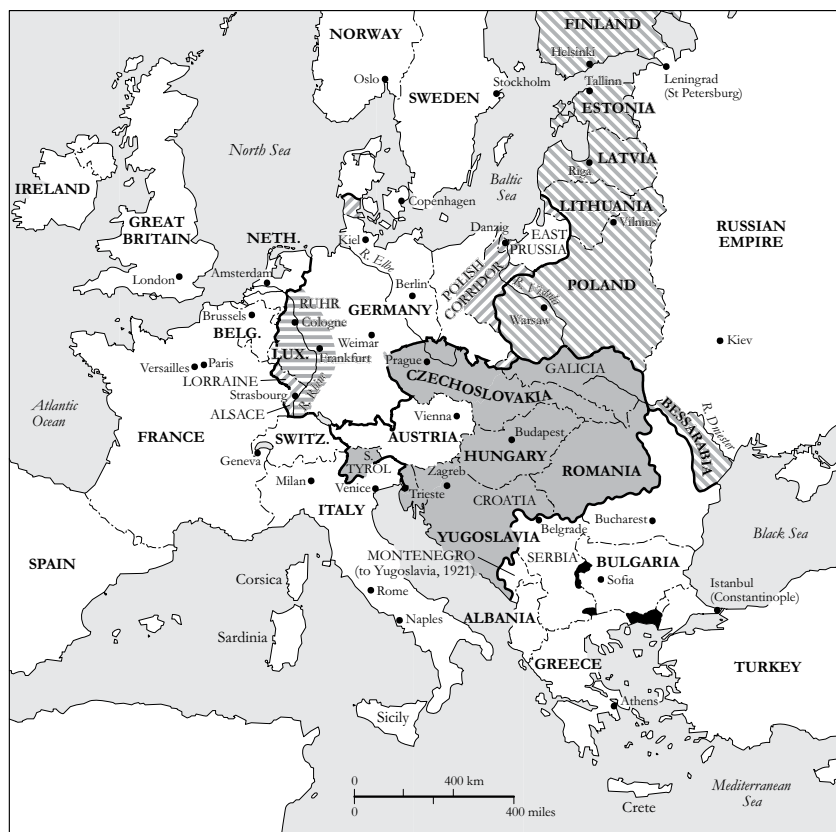 FINLAND
NORWAY
Helsinki
Oslo
Stockholm
Tallinn
Leningrad
(St Petersburg)
SWEDEN
ESTONIA
North Sea
LATVIA
Riga
Baltic
Sea
IRELAND
Copenhagen
LITHUANIA
Vilnius
GREAT
BRITAIN
Danzig
EAST
PRUSSIA
RUSSIAN
EMPIRE
NETH.
Kiel
R. Elbe
London
Amsterdam
Berlin
POLISH
CORRIDOR
POLAND
R. Vistula
Warsaw
RUHR
Brussels
Cologne
GERMANY
BELG.
Weimar
Kiev
LUX.
Frankfurt
Versailles
Paris
Prague
GALICIA
LORRAINE
CZECHOSLOVAKIA
Strasbourg
R. Rhine
ALSACE
Atlantic
Ocean
Vienna
BESSARABIA
R. Dniester
FRANCE
SWITZ.
AUSTRIA
Budapest
HUNGARY
Geneva
S.
TYROL
ROMANIA
Milan
Venice
Zagreb
Trieste
CROATIA
ITALY
Belgrade
Bucharest
YUGOSLAVIA
Black Sea
MONTENEGRO
(to Yugoslavia, 1921)
SERBIA
BULGARIA
SPAIN
Corsica
Sofia
Istanbul
(Constantinople)
Rome
Naples
ALBANIA
Sardinia
GREECE
TURKEY
Athens
Sicily
0 400 km
0 400 miles
Mediterranean
Sea
Crete